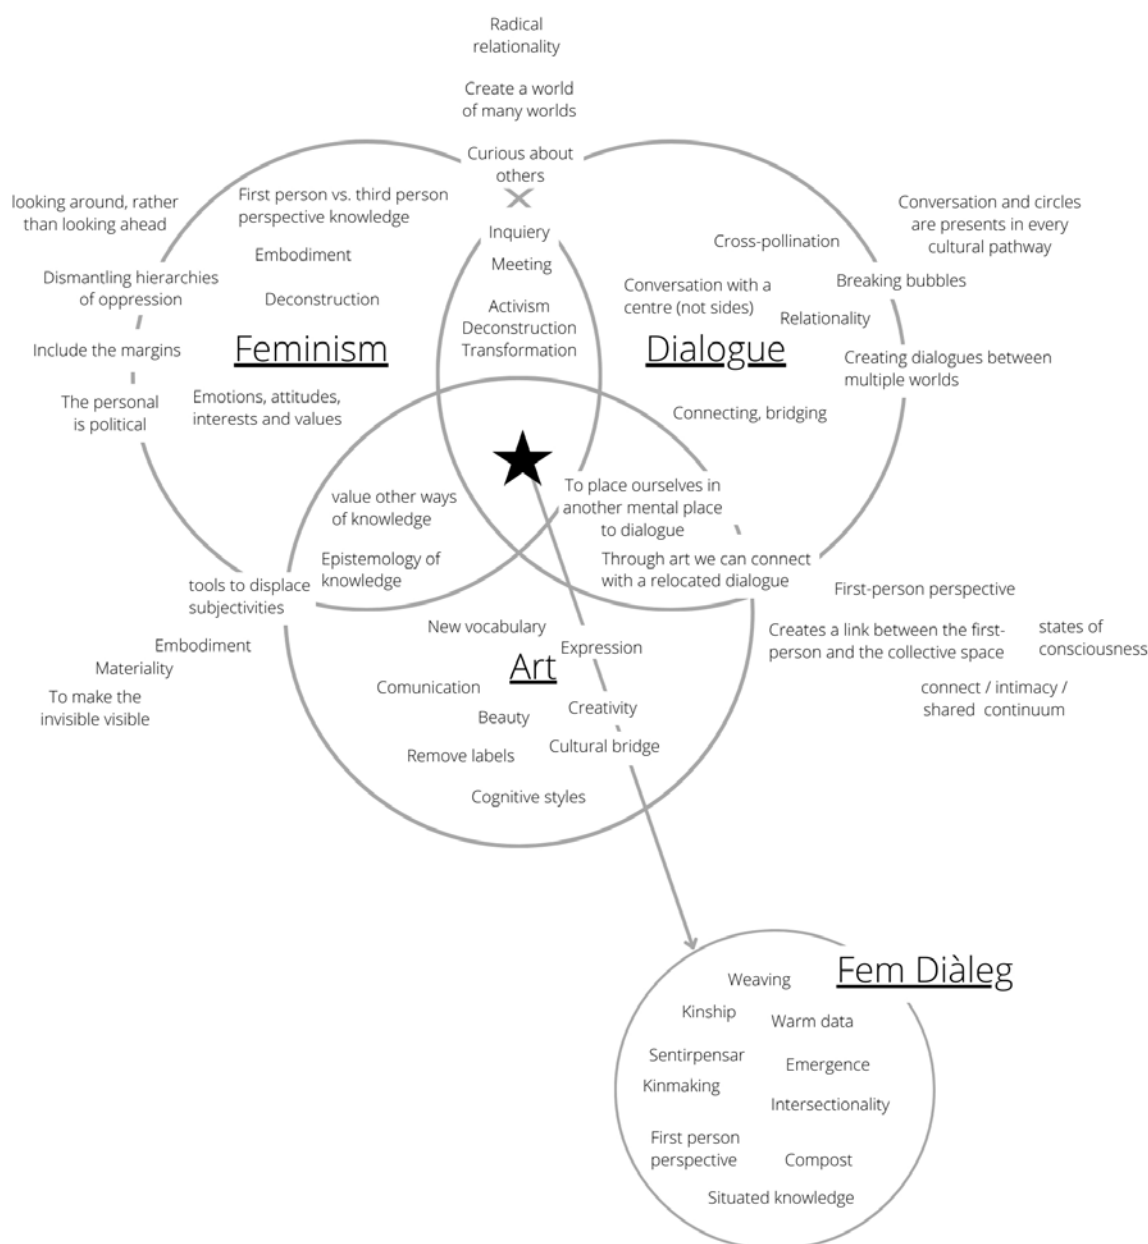 Radical
relationality
Create a world
of many worlds
Curious about
others
looking around, rather
than looking ahead
First person vs. third person
perspective knowledge
Embodiment
Dismantling hierarchies
of oppression
Deconstruction
Include the margins
Feminism
The personal
is political
Emotions, attitudes,
interests and values
Inquiery
Meeting
Activism
Deconstruction
Transformation
Conversation and circles
are presents in every
cultural pathway
Cross-pollination
Conversation with a
centre (not sides)
Breaking bubbles
Relationality
Dialogue
Creating dialogues between
multiple worlds
Connecting, bridging
value other ways
of knowledge
Epistemology of
knowledge
To place ourselves in
another mental place
to dialogue
Through art we can connect
with a relocated dialogue
tools to displace
subjectivities
Embodiment
Materiality
To make the
invisible visible
First-person perspective
Creates a link between the first-
person and the collective space
states of
consciousness
connect / intimacy /
shared continuum
New vocabulary
Expression
Art
Comunication
Beauty
Creativity
Remove labels
Cultural bridge
Cognitive styles
Fem Diàleg
Weaving
Kinship
Warm data
Sentirpensar
Emergence
Kinmaking
Intersectionality
First person
perspective
Compost
Situated knowledge